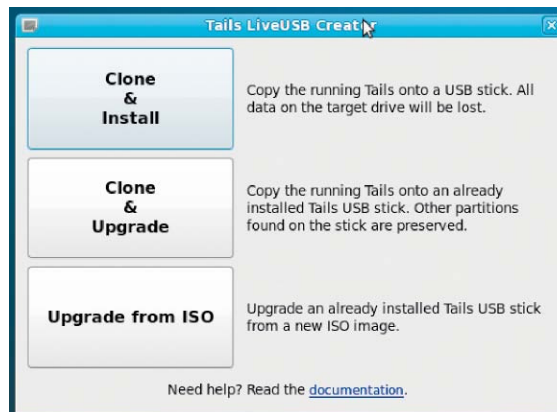 Tails LiveUSB Creator
Clone
&
Install
Copy the running Tails onto a USB stick. All
data on the target drive will be lost.
Clone
&
Upgrade
Copy the running Tails onto an already
installed Tails USB stick. Other partitions
found on the stick are preserved.
Upgrade from ISO
Upgrade an already installed Tails USB stick
from a new ISO image.
Need help? Read the documentation.